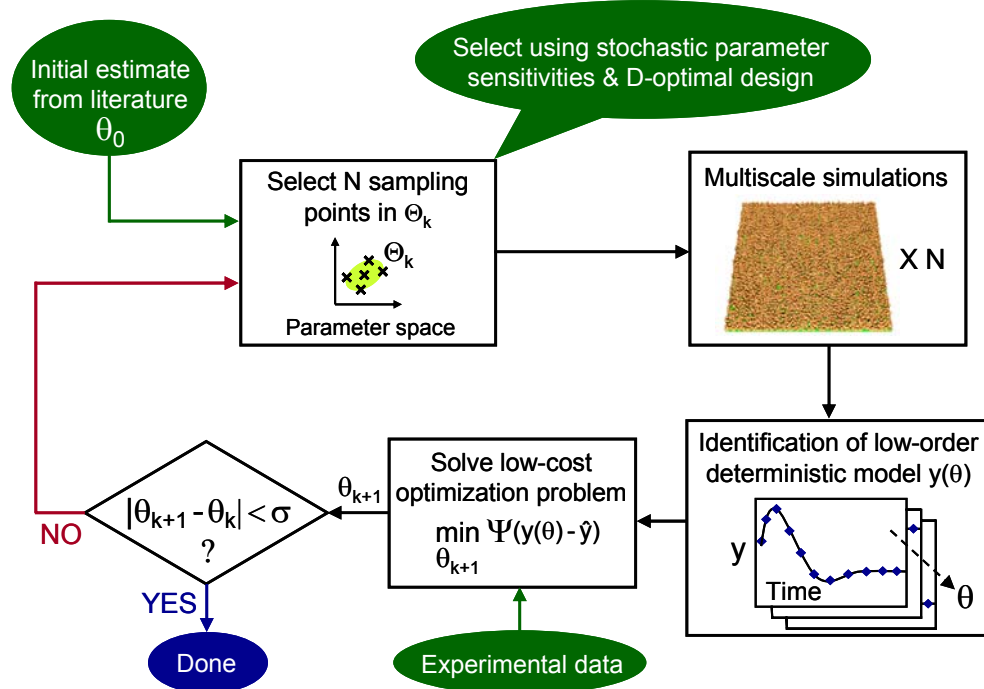 Initial estimate
from literature
θ0
Select using stochastic parameter
sensitivities & D-optimal design
Select N sampling
points in Θk
Θk
Parameter space
Multiscale simulations
X N
Identification of low-order
deterministic model y(θ)
y
Time
θ
Solve low-cost
optimization problem
min Ψ(y(θ) - ŷ)
θk+1
Experimental data
θk+1
|θk+1 - θk| < σ
?
NO
YES
Done